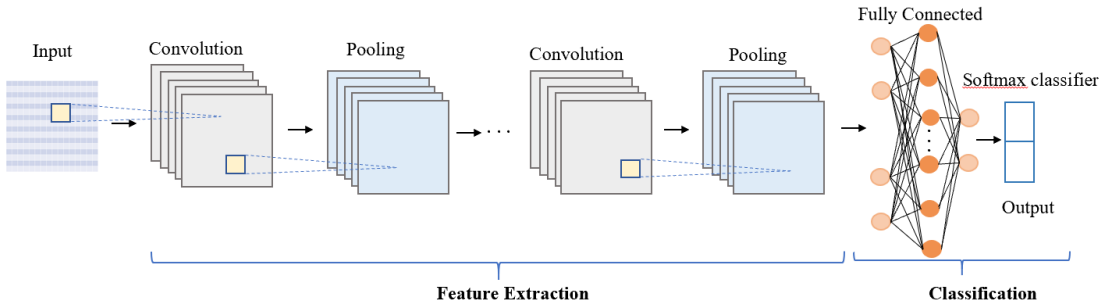 Input
Convolution
Pooling
. . .
Convolution
Pooling
Fully Connected
Softmax classifier
Output
Feature Extraction
Classification